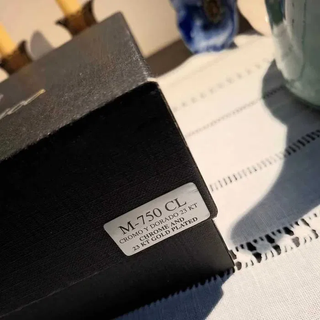 M-750 CL
CROMO Y DORADO 23 KT
CHROME AND
23 KT GOLD PLATED